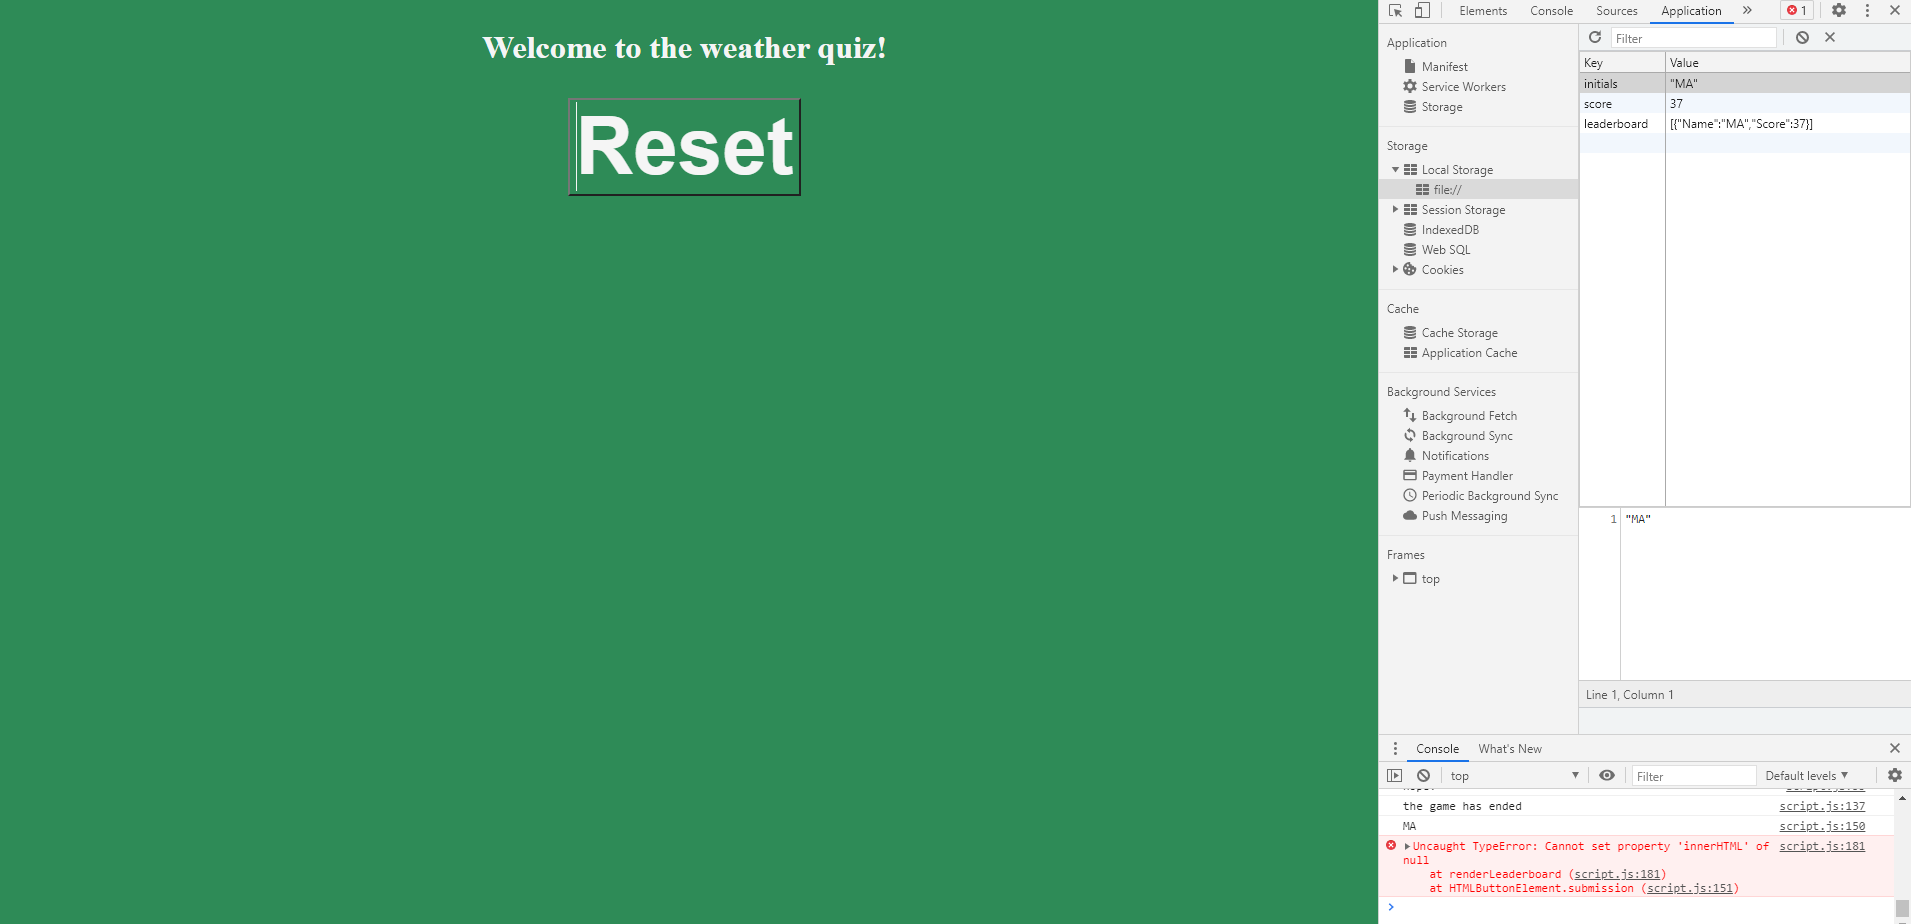 Welcome to the weather quiz!
Reset
Elements Console Sources Application » 1
Application
Manifest
Service Workers
Storage
Storage
Local Storage
file://
Session Storage
IndexedDB
Web SQL
Cookies
Cache
Cache Storage
Application Cache
Background Services
Background Fetch
Background Sync
Notifications
Payment Handler
Periodic Background Sync
Push Messaging
Frames
top
Filter
Key Value
initials "MA"
score 37
leaderboard [{"Name":"MA","Score":37}]
1 "MA"
Line 1, Column 1
Console What's New
top Filter Default levels
the game has ended script.js:137
MA script.js:150
Uncaught TypeError: Cannot set property 'innerHTML' of script.js:181
null
at renderLeaderboard (script.js:181)
at HTMLButtonElement.submission (script.js:151)